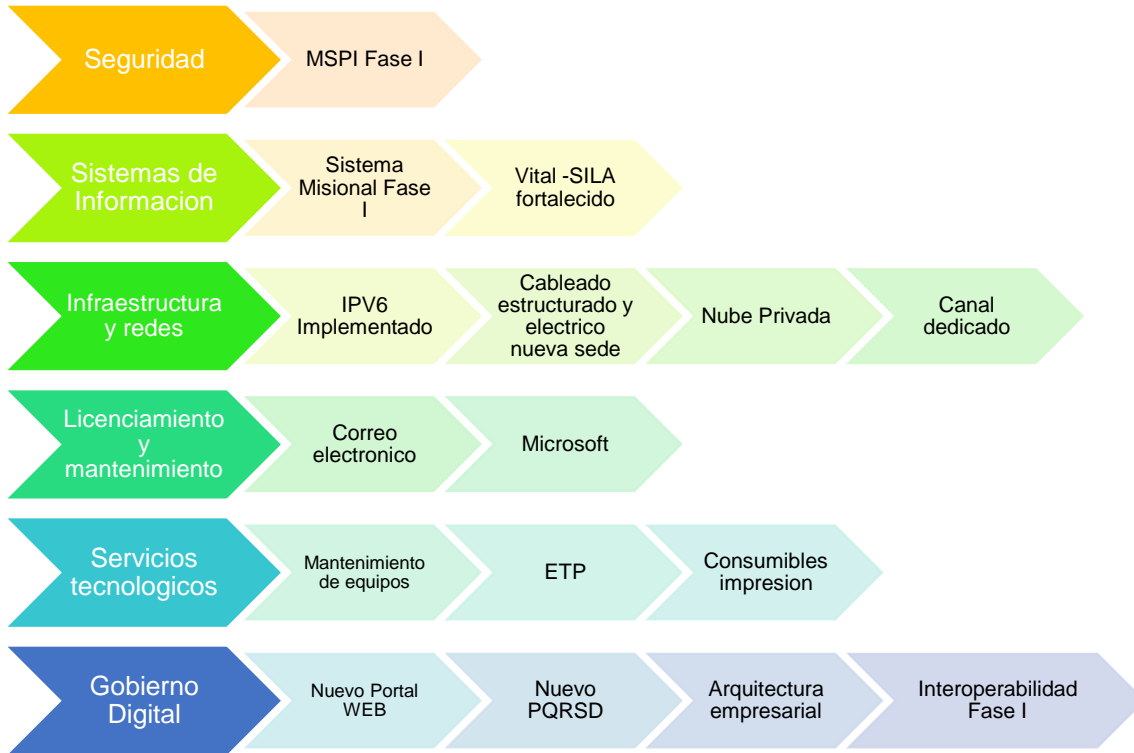 Seguridad
MSPI Fase I
Sistemas de
Informacion
Sistema
Misional Fase
I
Vital -SILA
fortalecido
Infraestructura
y redes
IPV6
Implementado
Cableado
estructurado y
electrico
nueva sede
Nube Privada
Canal
dedicado
Licenciamiento
y
mantenimiento
Correo
electronico
Microsoft
Servicios
tecnologicos
Mantenimiento
de equipos
ETP
Consumibles
impresion
Gobierno
Digital
Nuevo Portal
WEB
Nuevo
PQRSD
Arquitectura
empresarial
Interoperabilidad
Fase I